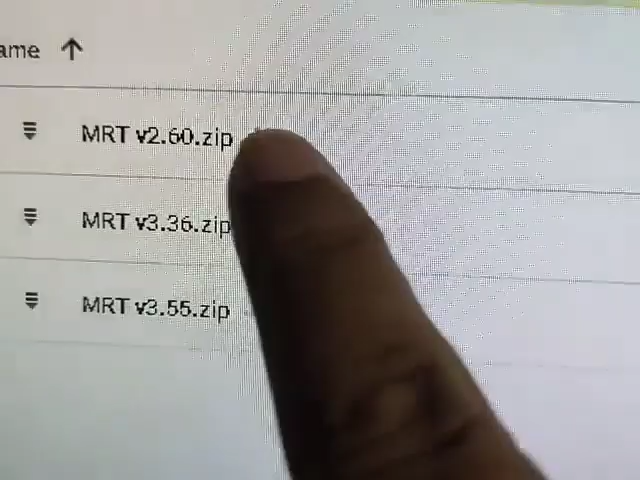 ame ↑
MRT v2.60.zip
MRT v3.36.zip
MRT v3.55.zip